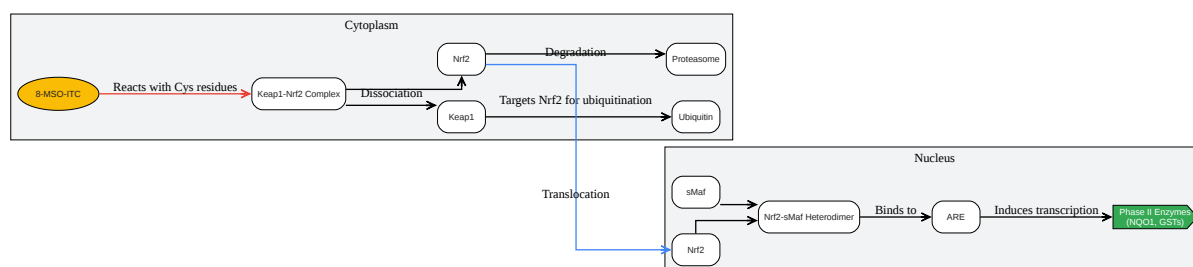 Cytoplasm
8-MSO-ITC
Reacts with Cys residues
Keap1-Nrf2 Complex
Dissociation
Nrf2
Degradation
Proteasome
Keap1
Targets Nrf2 for ubiquitination
Ubiquitin
Translocation
Nucleus
sMaf
Nrf2
Nrf2-sMaf Heterodimer
Binds to
ARE
Induces transcription
Phase II Enzymes
(NQO1, GSTs)